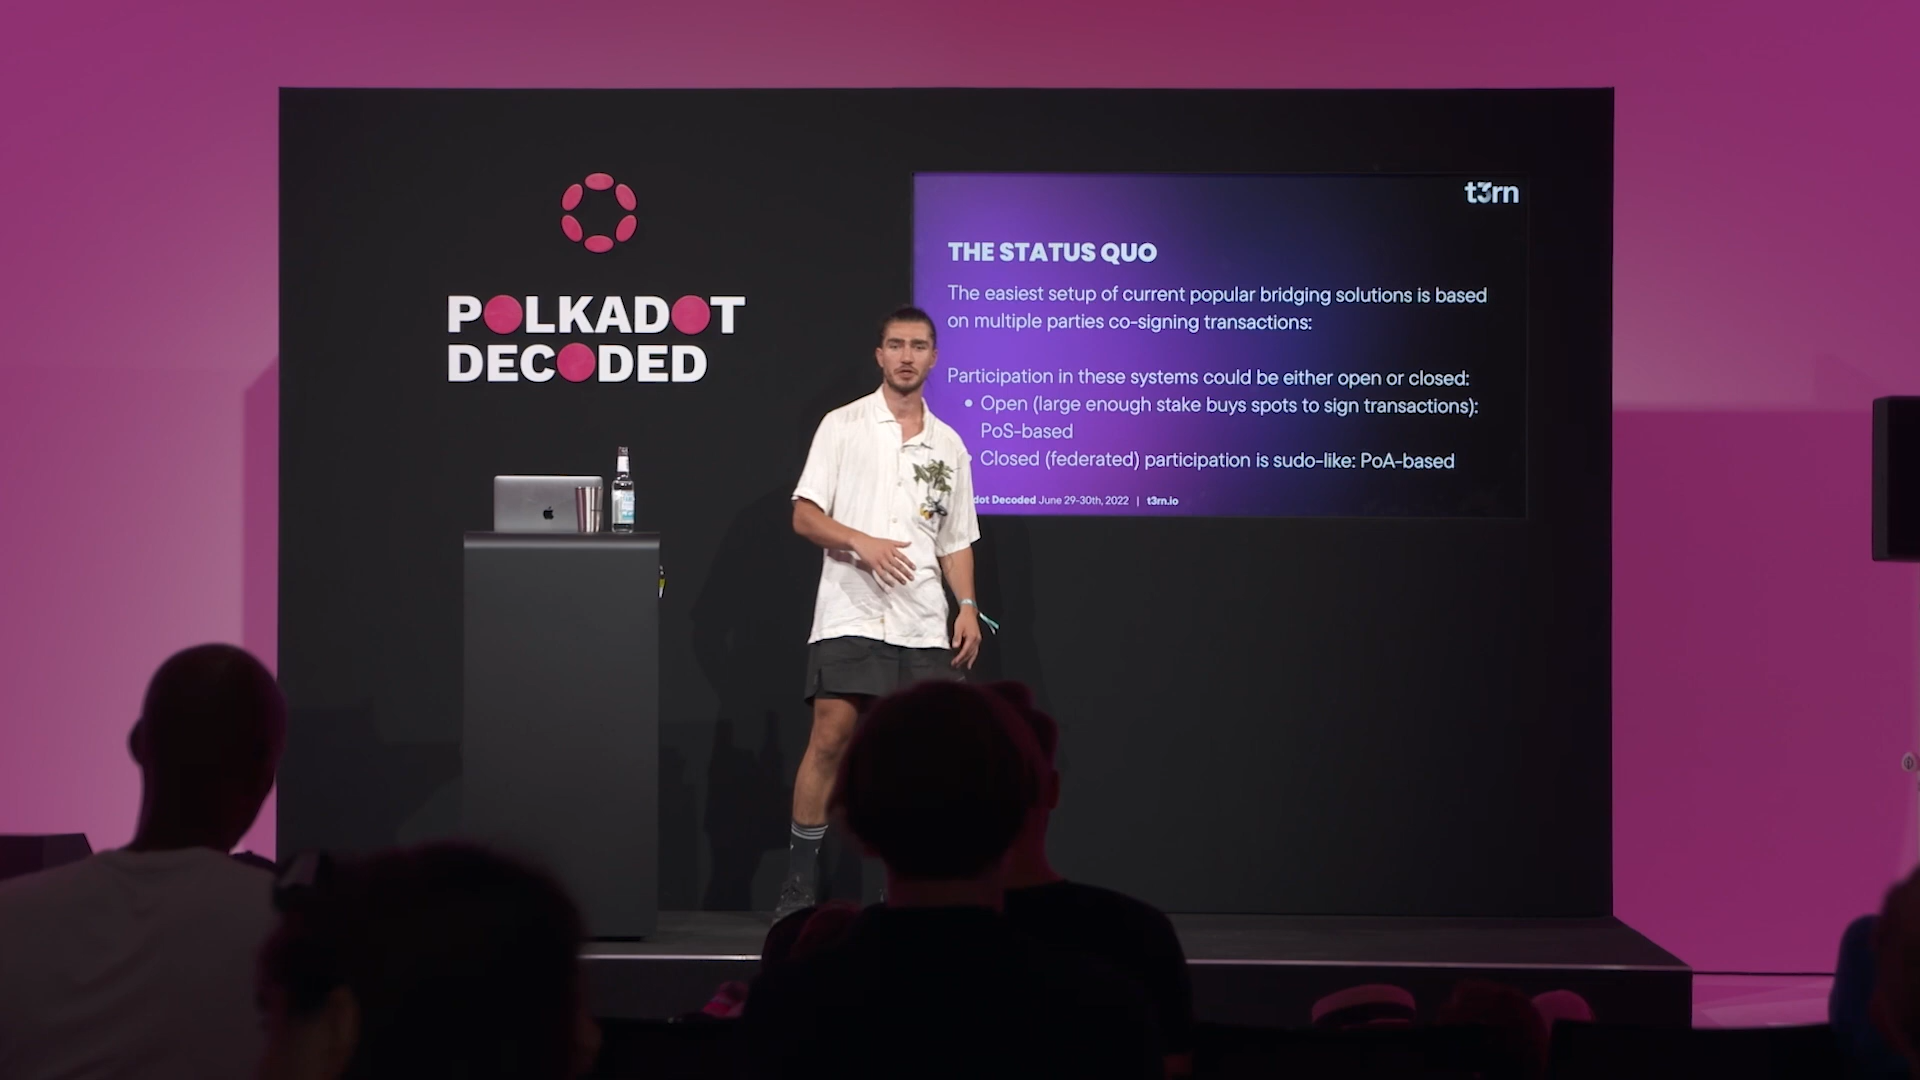 POLKADOT
DECODED
t3rn
THE STATUS QUO
The easiest setup of current popular bridging solutions is based
on multiple parties co-signing transactions:
Participation in these systems could be either open or closed:
• Open (large enough stake buys spots to sign transactions):
PoS-based
Closed (federated) participation is sudo-like: PoA-based
dot Decoded June 29-30th, 2022 | t3rn.io